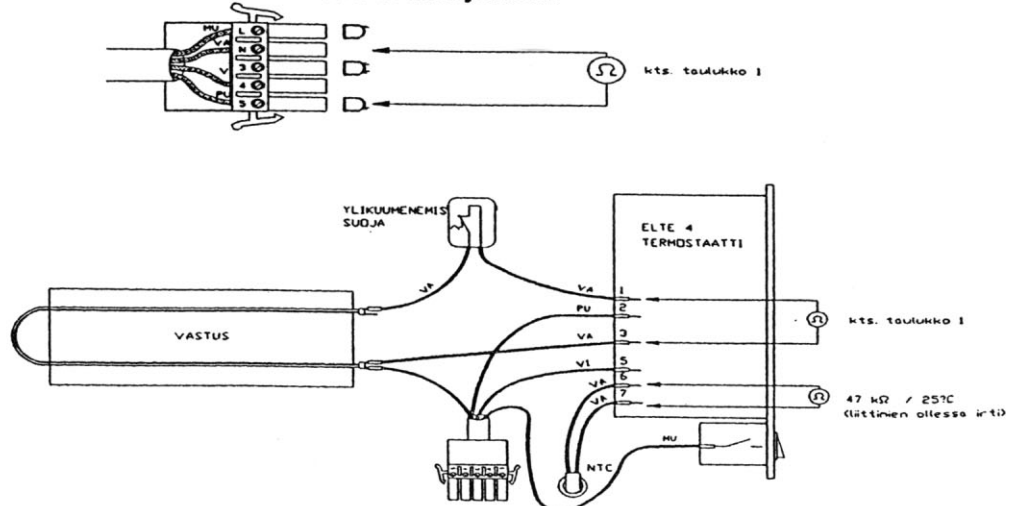 MU
L
VA
N
3
V
4
PU
5
Ω
kts. taulukko 1
YLIKUUMENEMIS
SUOJA
ELTE 4
TERMOSTAATTI
VA
VA
1
PU
2
VA
3
VI
5
VA
6
VA
7
VASTUS
Ω
kts. taulukko 1
Ω
47 kΩ / 25?C
(liittinien ollessa irti)
MU
NTC